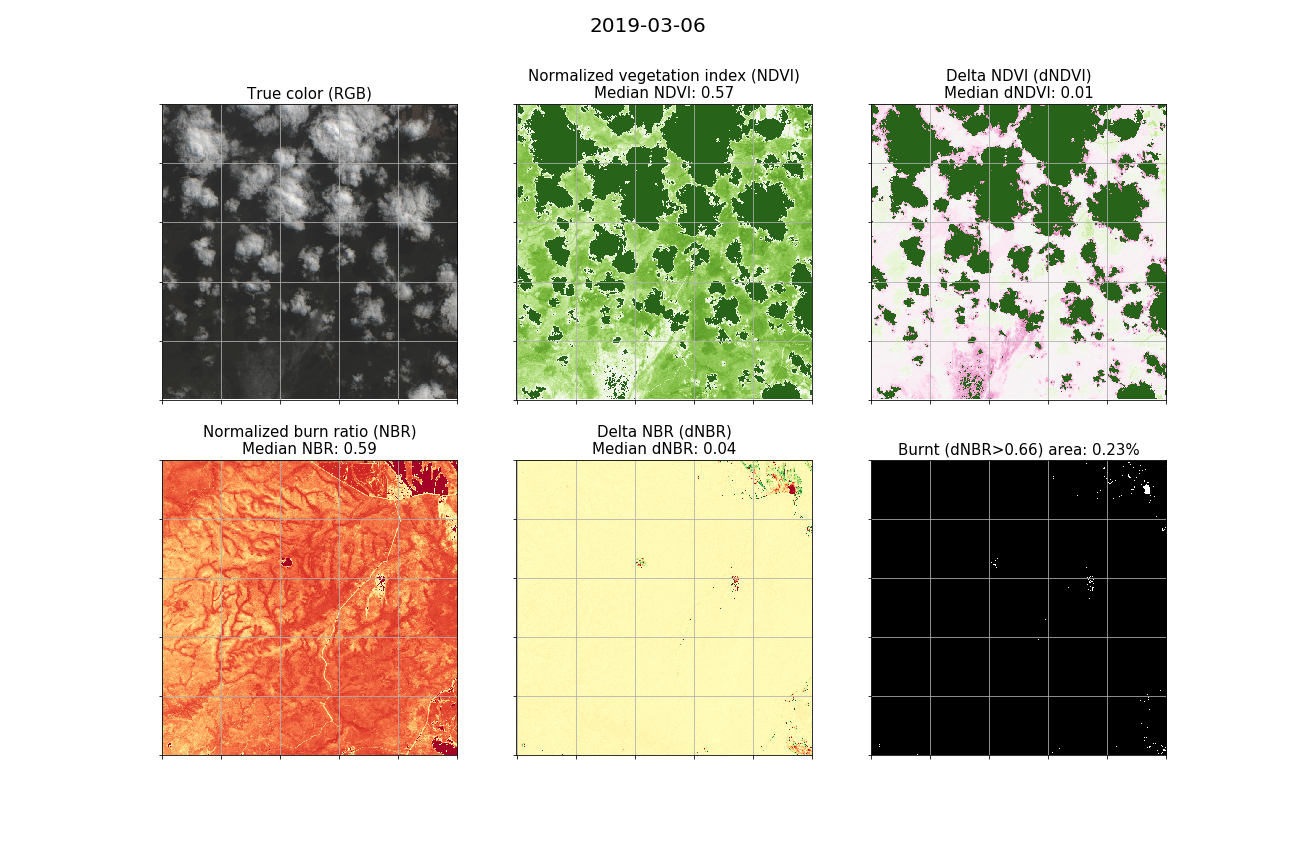 2019-03-06
True color (RGB)
Normalized vegetation index (NDVI)
Median NDVI: 0.57
Delta NDVI (dNDVI)
Median dNDVI: 0.01
Normalized burn ratio (NBR)
Median NBR: 0.59
Delta NBR (dNBR)
Median dNBR: 0.04
Burnt (dNBR>0.66) area: 0.23%